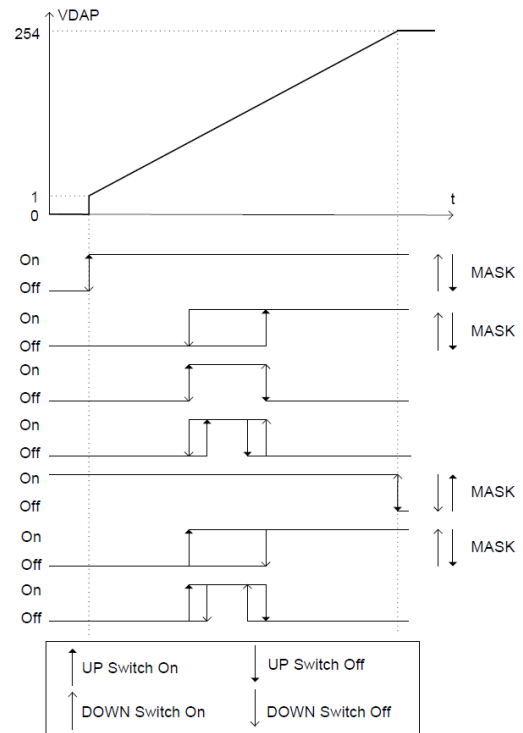 VDAP
254
1
t
0
On
MASK
Off
On
MASK
Off
On
Off
On
Off
On
MASK
Off
On
MASK
Off
On
Off
UP Switch On
UP Switch Off
DOWN Switch On
DOWN Switch Off